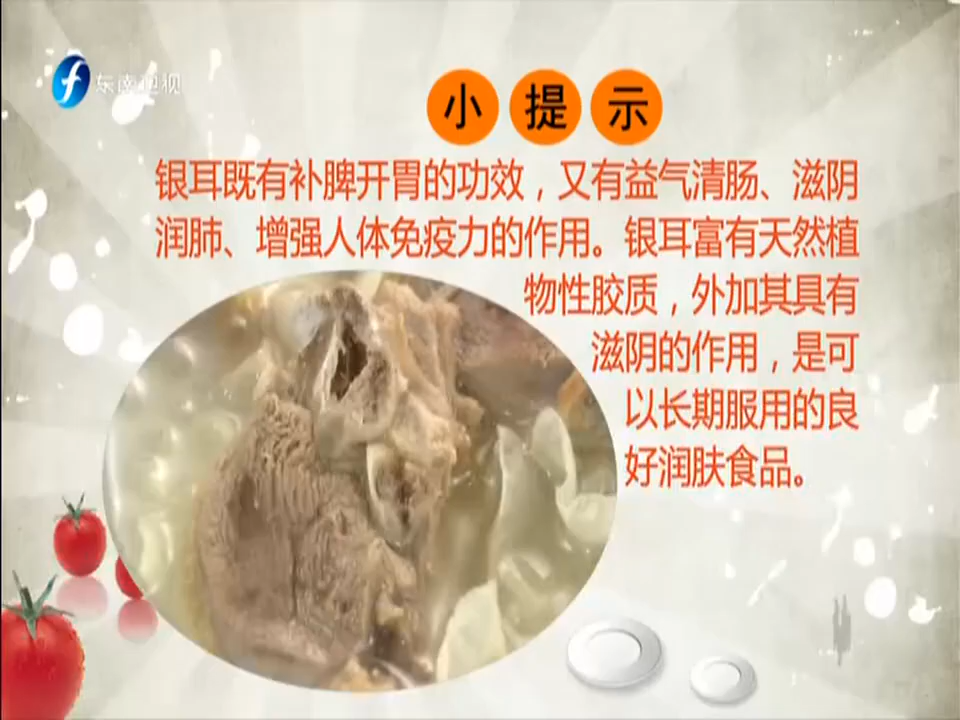 东南卫视
小提示
银耳既有补脾开胃的功效，又有益气清肠、滋阴
润肺、增强人体免疫力的作用。银耳富有天然植
物性胶质，外加其具有
滋阴的作用，是可
以长期服用的良
好润肤食品。